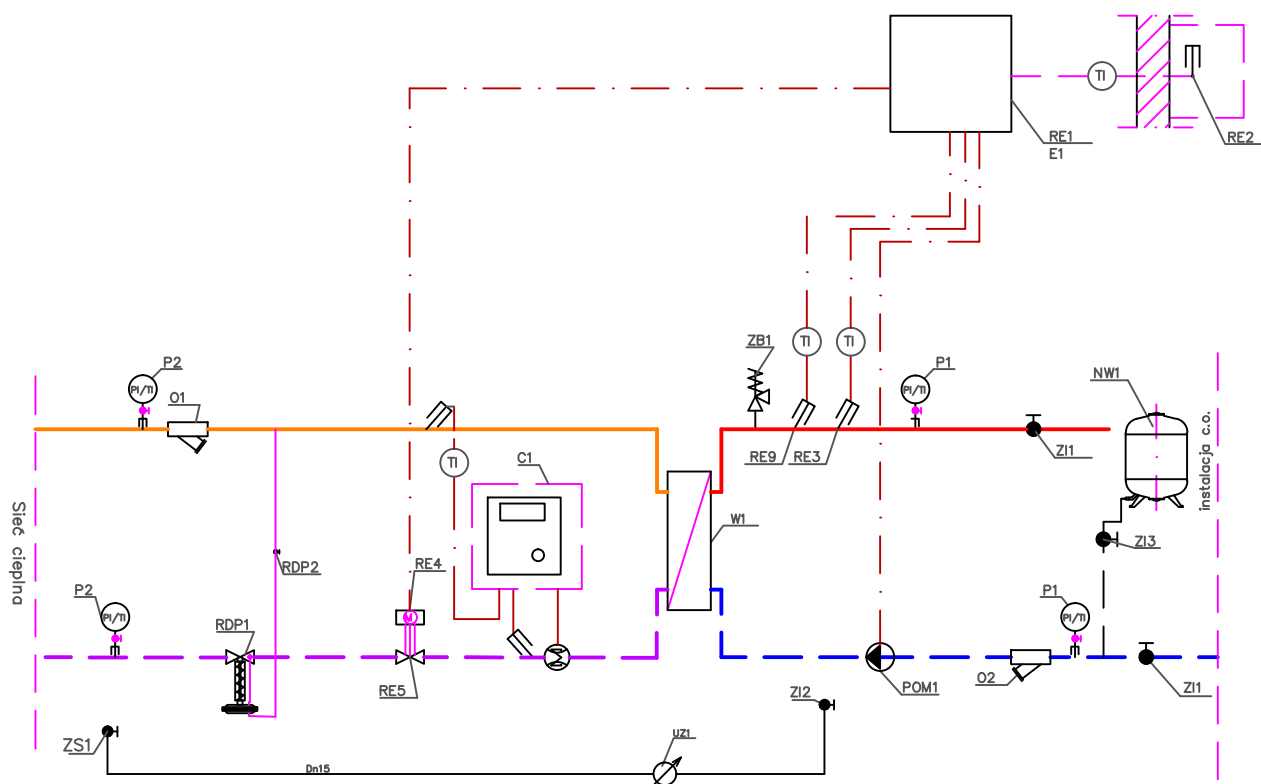 TI
RE1
E1
RE2
ZB1
TI
TI
P2
PI/TI
O1
P1
PI/TI
NW1
TI
C1
RE9
RE3
ZI1
instalacja c.o.
Sieć cieplna
W1
ZI3
RDP2
RE4
M
P2
PI/TI
RDP1
P1
PI/TI
RE5
POM1
O2
ZI1
ZI2
ZS1
UZ1
Dn15